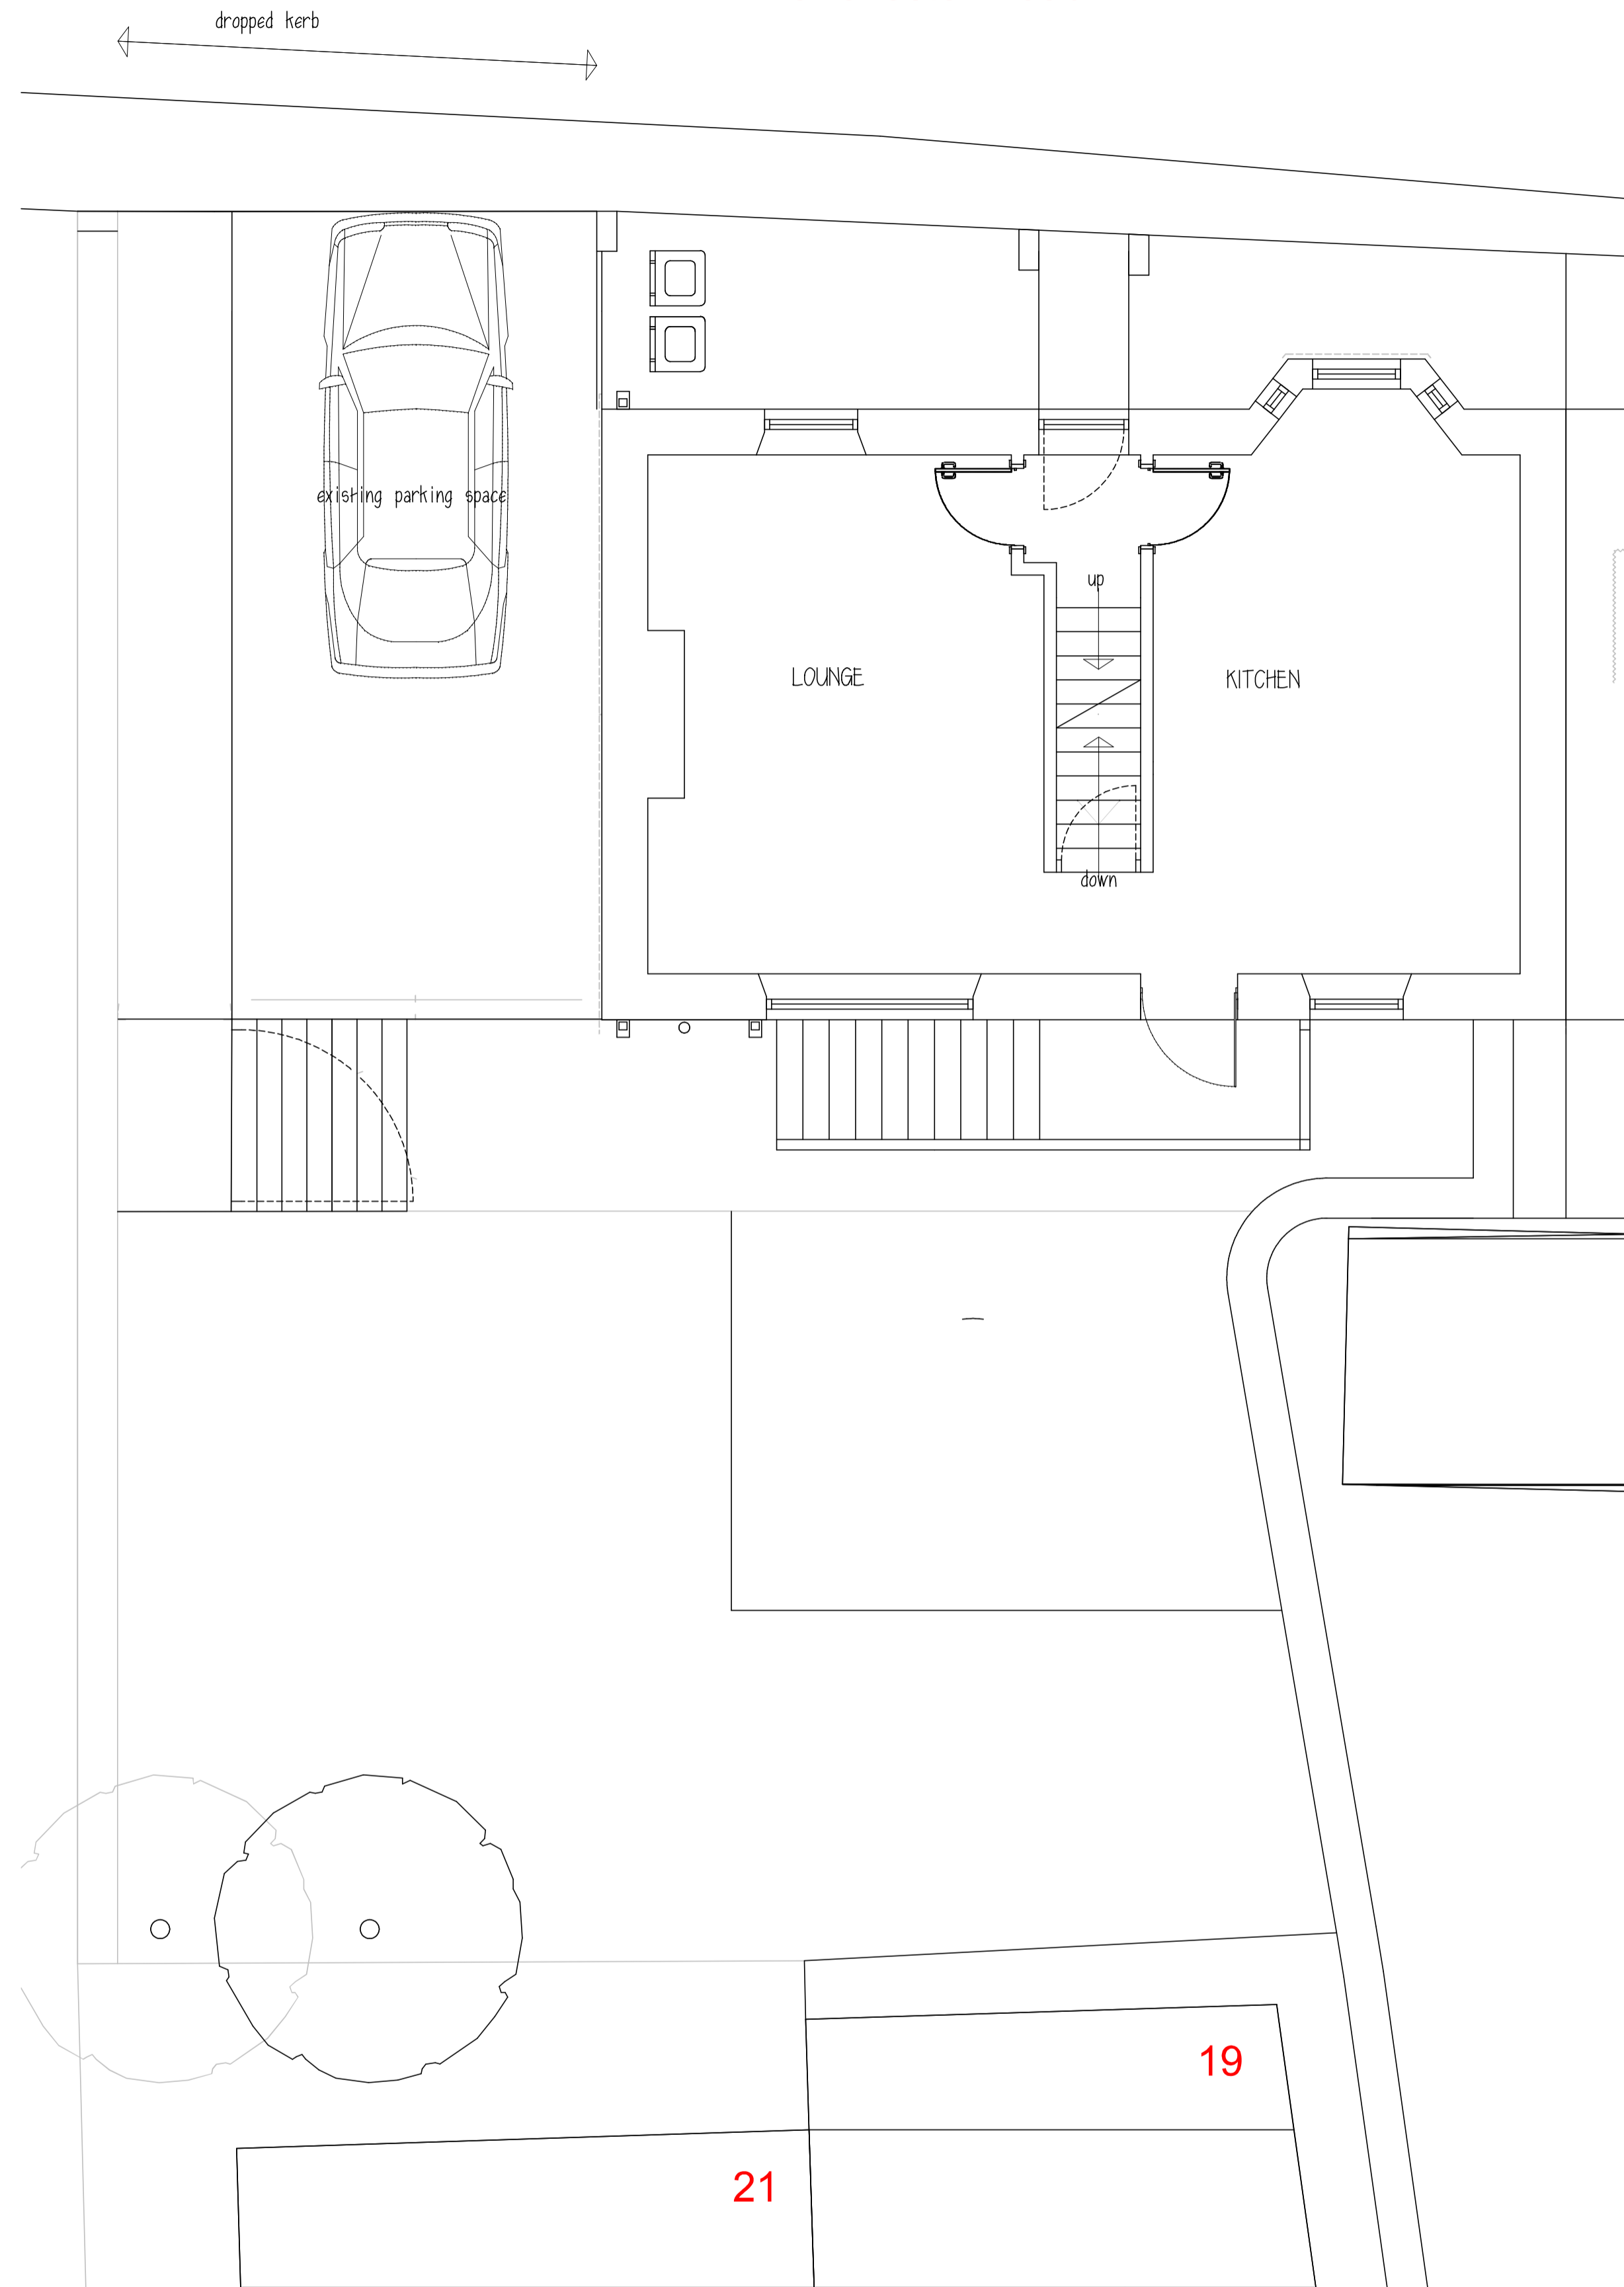 dropped kerb
existing parking space
up
LOUNGE
KITCHEN
down
19
21